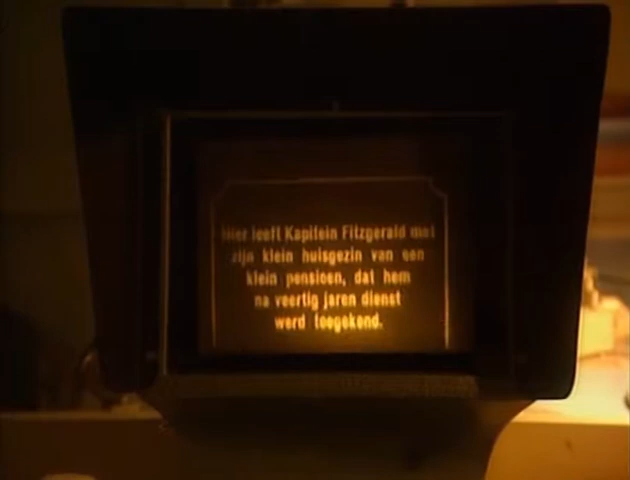 Hier leeft Kapitein Fitzgerald met
zijn klein huisgezin van een
klein pensioen, dat hem
na veertig jaren dienst
werd toegekend.